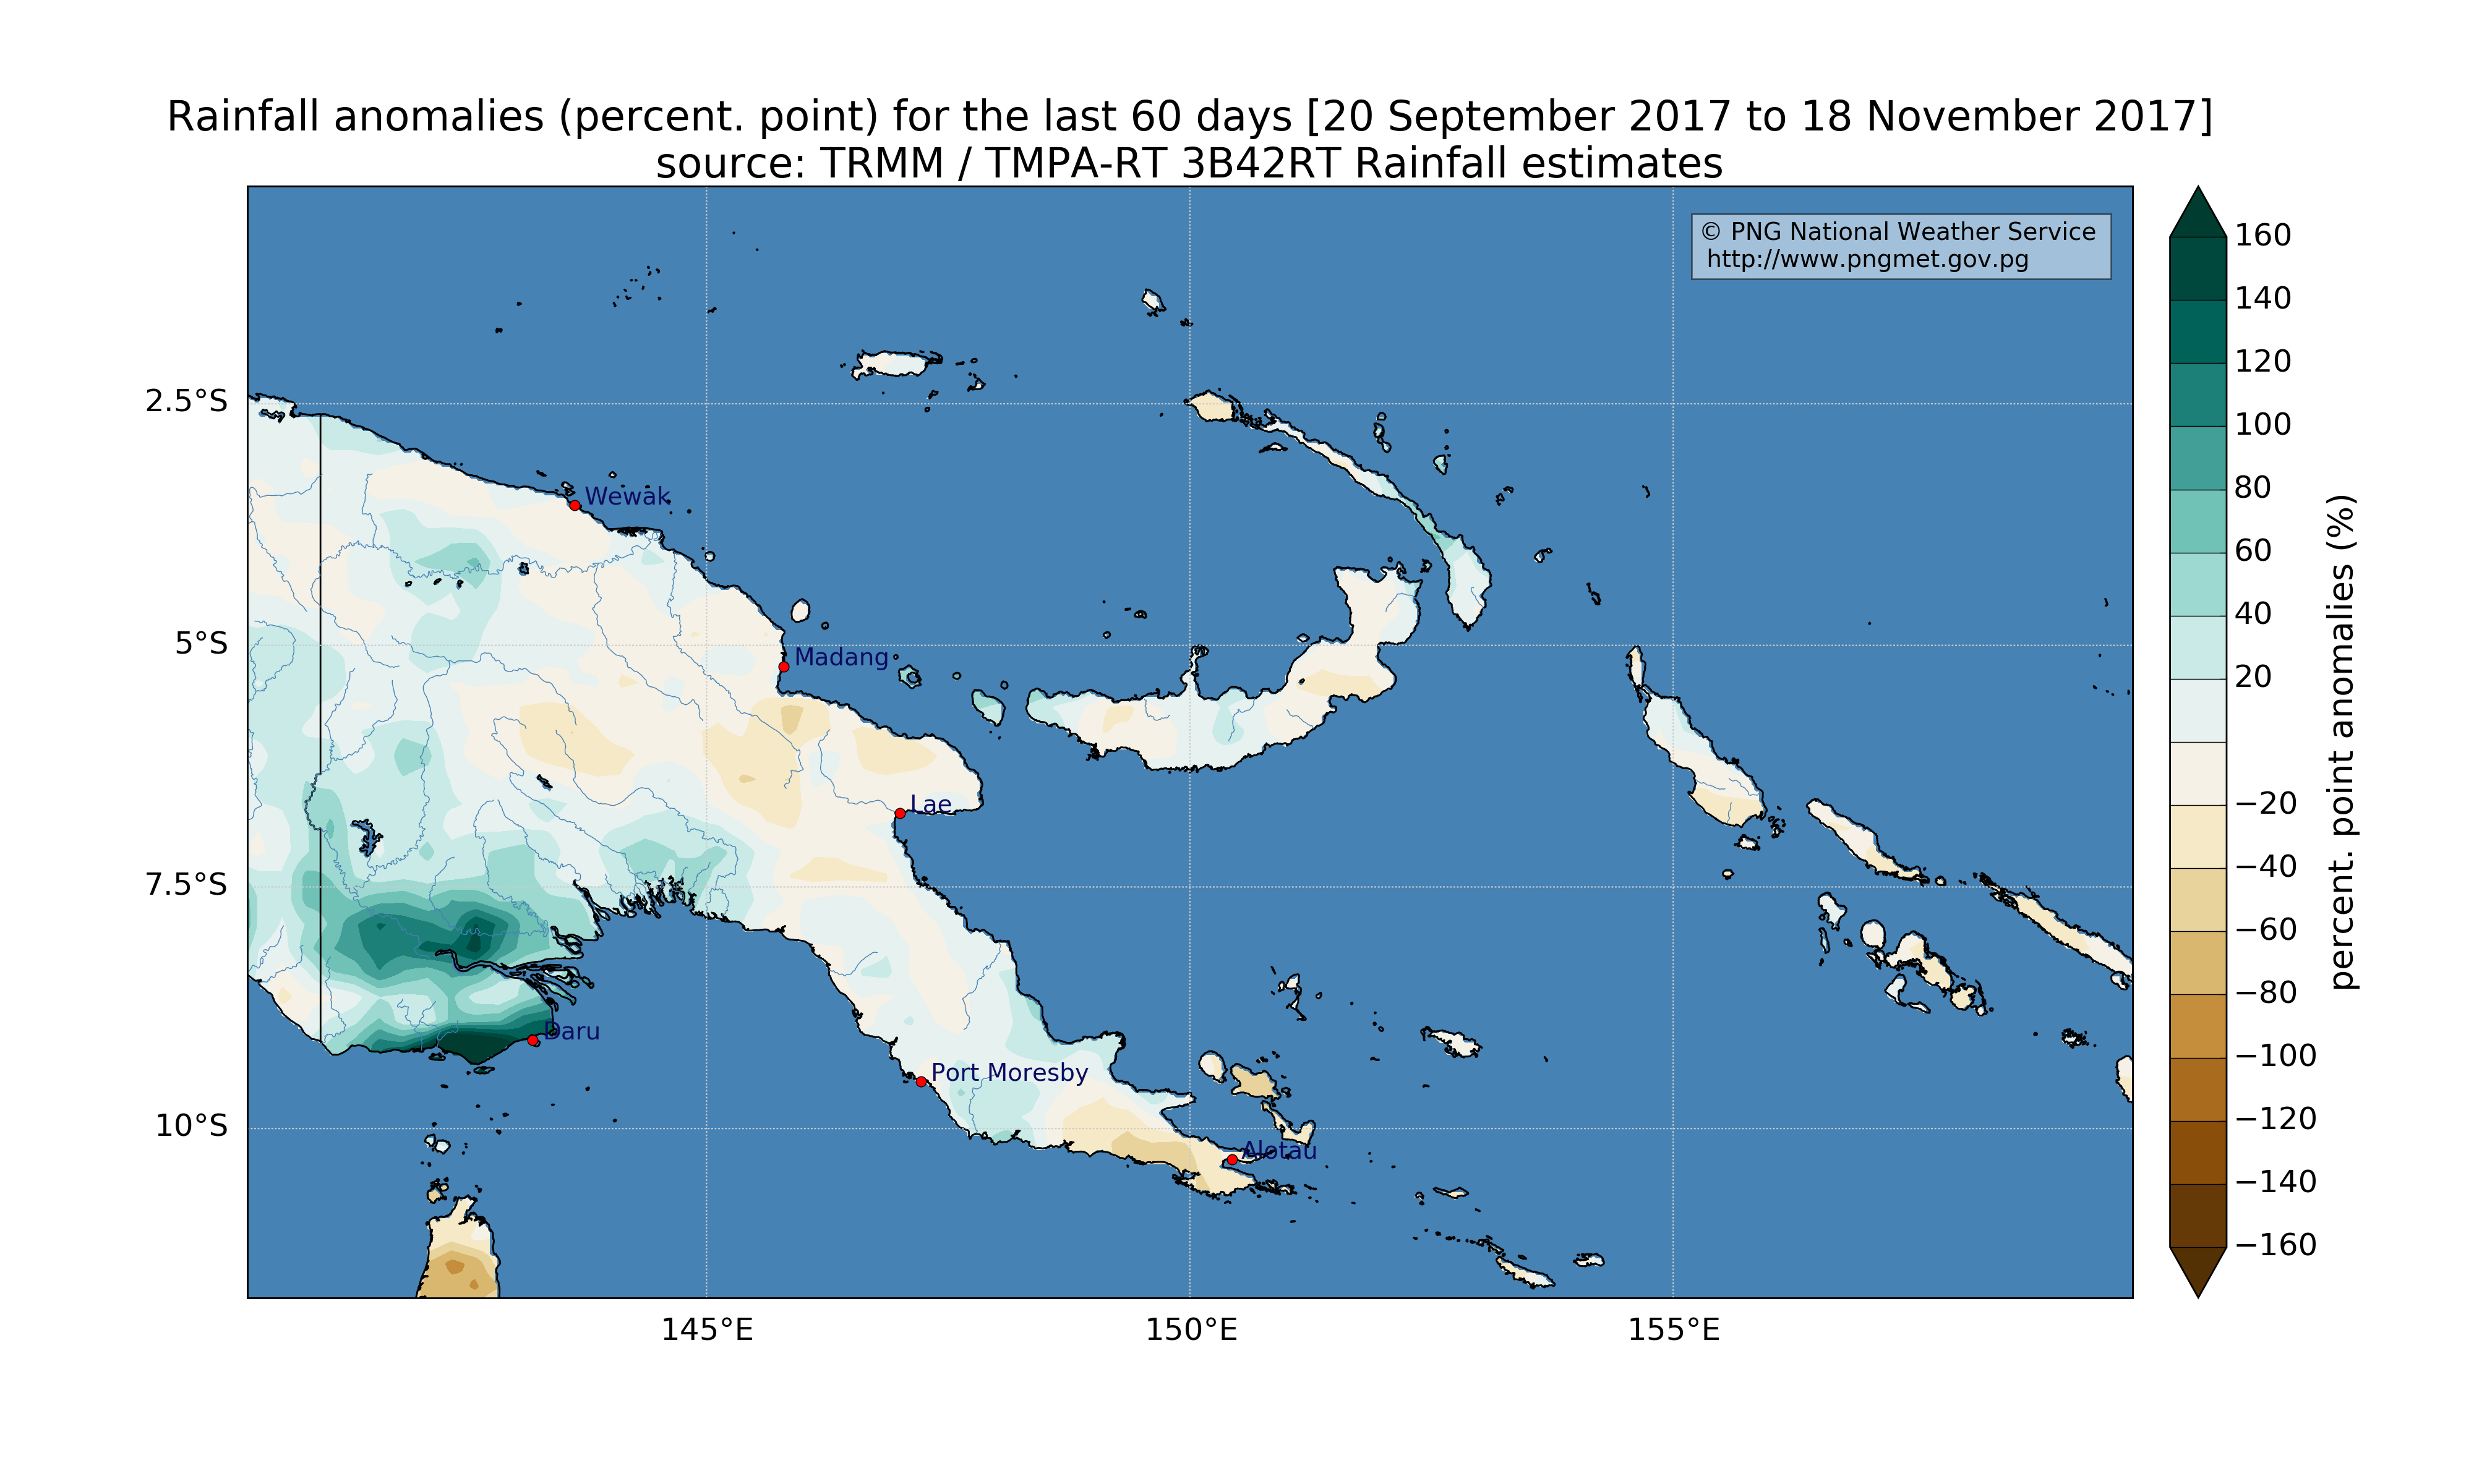 Rainfall anomalies (percent. point) for the last 60 days [20 September 2017 to 18 November 2017]
source: TRMM / TMPA-RT 3B42RT Rainfall estimates
© PNG National Weather Service
http://www.pngmet.gov.pg
2.5°S
5°S
7.5°S
10°S
Wewak
Madang
Lae
Daru
Port Moresby
Alotau
145°E
150°E
155°E
160
140
120
100
80
60
40
20
−20
−40
−60
−80
−100
−120
−140
−160
percent. point anomalies (%)